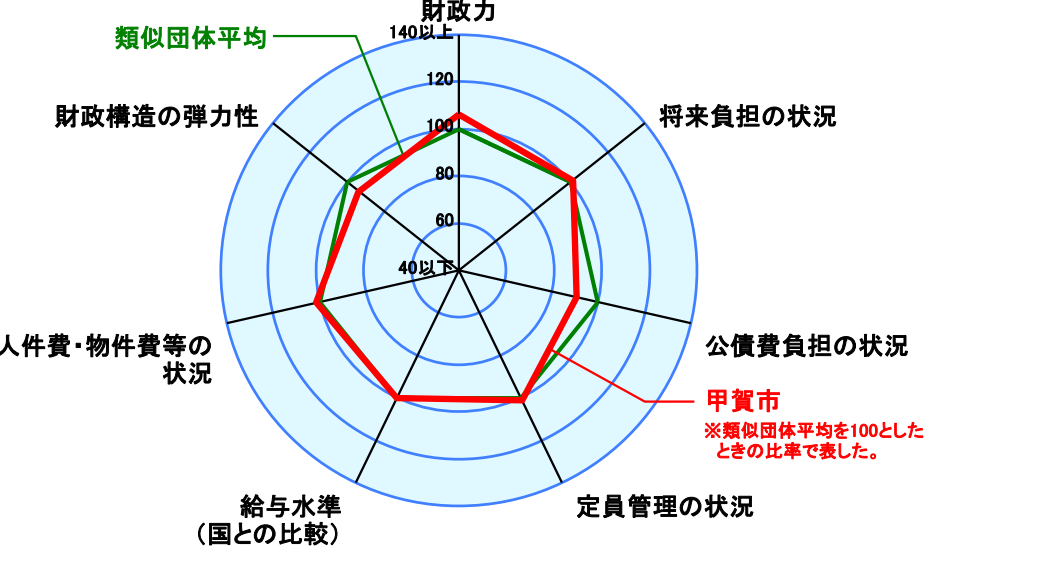 財政力
140以上
類似団体平均
120
財政構造の弾力性
将来負担の状況
100
80
60
40以下
人件費・物件費等の
状況
公債費負担の状況
甲賀市
※類似団体平均を100とした
ときの比率で表した。
給与水準
(国との比較)
定員管理の状況